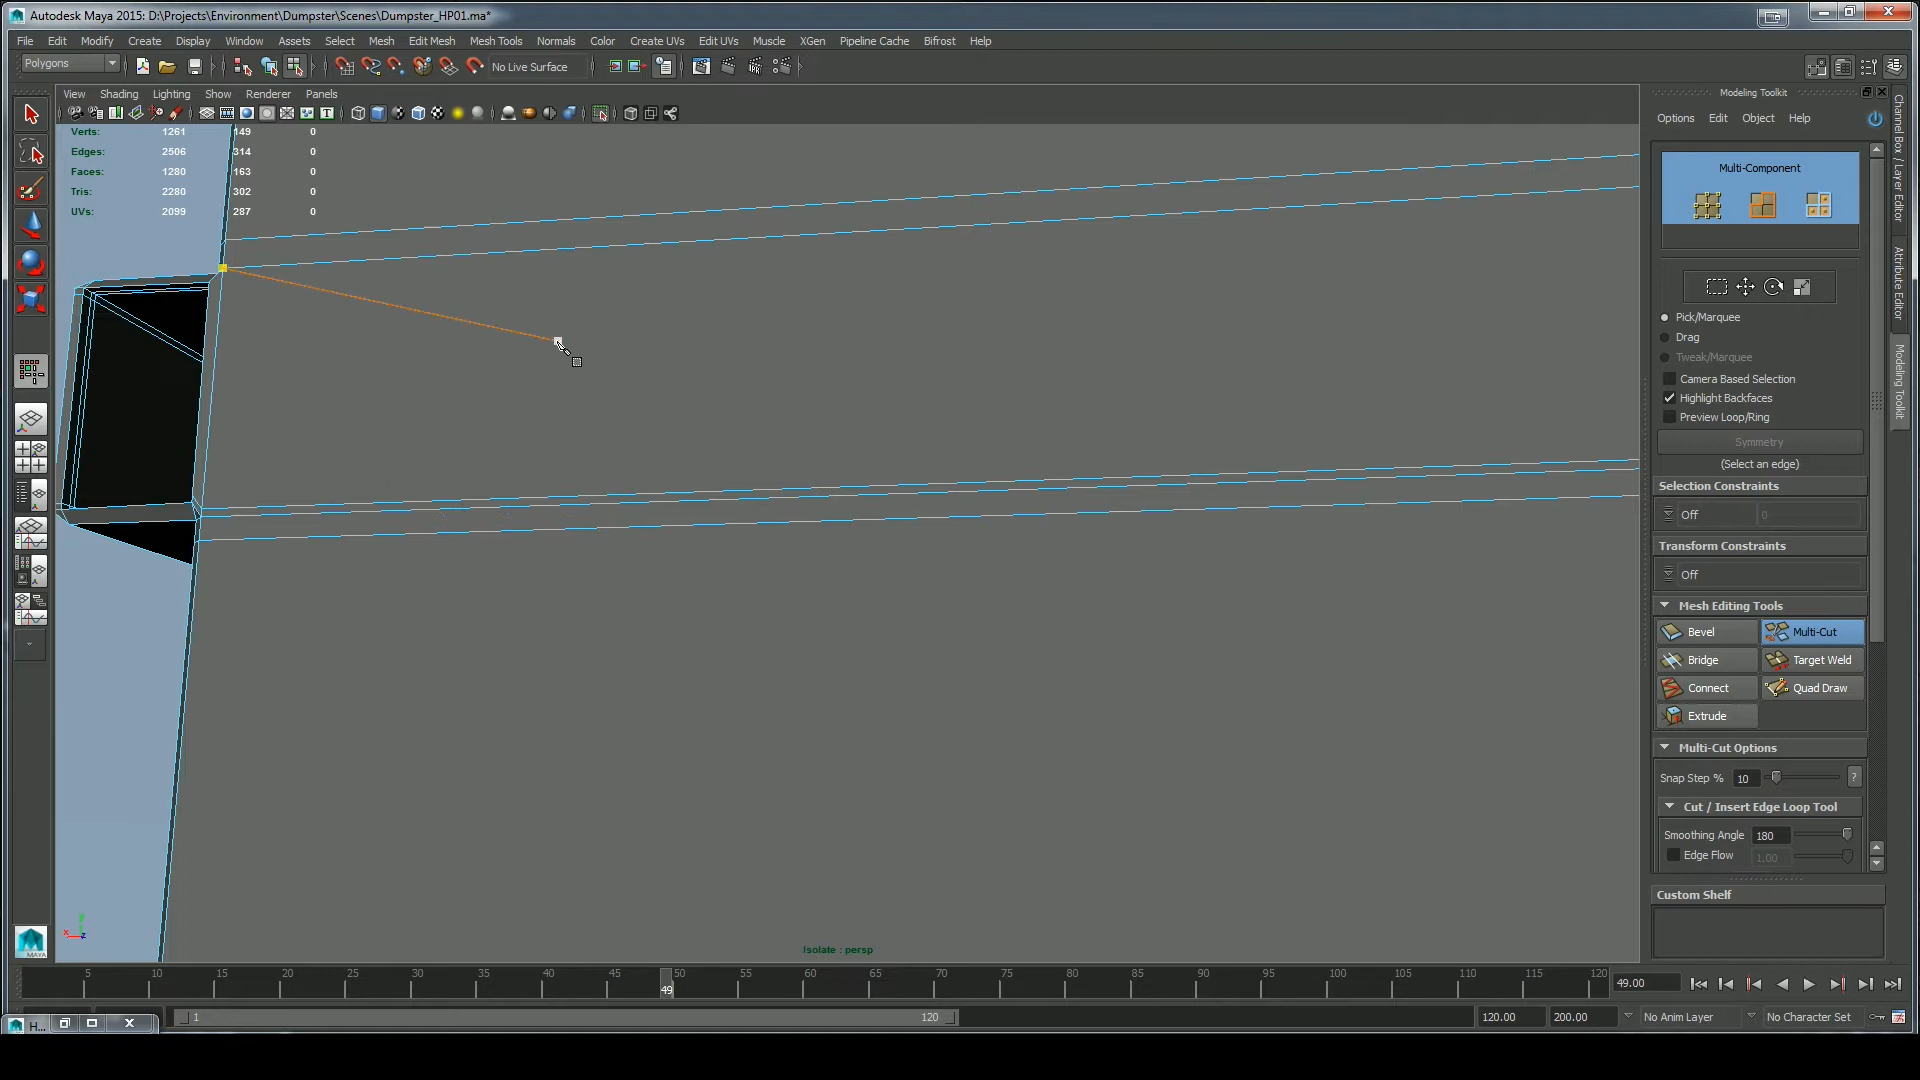 Autodesk Maya 2015: D:\Projects\Environment\Dumpster\Scenes\Dumpster_HP01.ma*
File Edit Modify Create Display Window Assets Select Mesh Edit Mesh Mesh Tools Normals Color Create UVs Edit UVs Muscle XGen Pipeline Cache Bifrost Help
Polygons
No Live Surface
View Shading Lighting Show Renderer Panels
Verts: 1261 149 0
Edges: 2506 314 0
Faces: 1280 163 0
Tris: 2280 302 0
UVs: 2099 287 0
Isolate : persp
Modeling Toolkit
Options Edit Object Help
Multi-Component
Pick/Marquee
Drag
Tweak/Marquee
Camera Based Selection
Highlight Backfaces
Preview Loop/Ring
Symmetry
(Select an edge)
Selection Constraints
Off 0
Transform Constraints
Off
Mesh Editing Tools
Bevel Multi-Cut
Bridge Target Weld
Connect Quad Draw
Extrude
Multi-Cut Options
Snap Step % 10 ?
Cut / Insert Edge Loop Tool
Smoothing Angle 180
Edge Flow 1.00
Custom Shelf
Channel Box / Layer Editor
Attribute Editor
Modeling Toolkit
MAYA
5 10 15 20 25 30 35 40 45 50 55 60 65 70 75 80 85 90 95 100 105 110 115 120
49
49.00
H...
1 120
120.00 200.00 No Anim Layer No Character Set